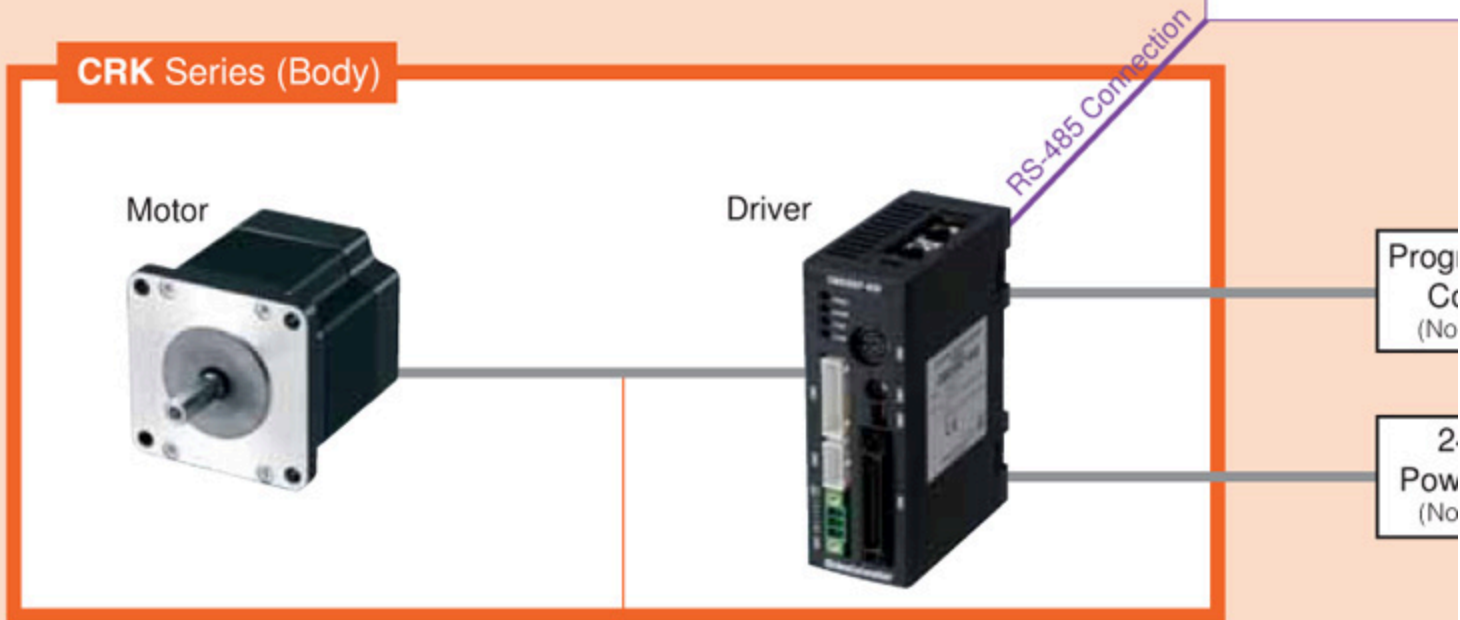 CRK Series (Body)
RS-485 Connection
Motor
Driver
Progr
Co
(No
2
Pow
(No